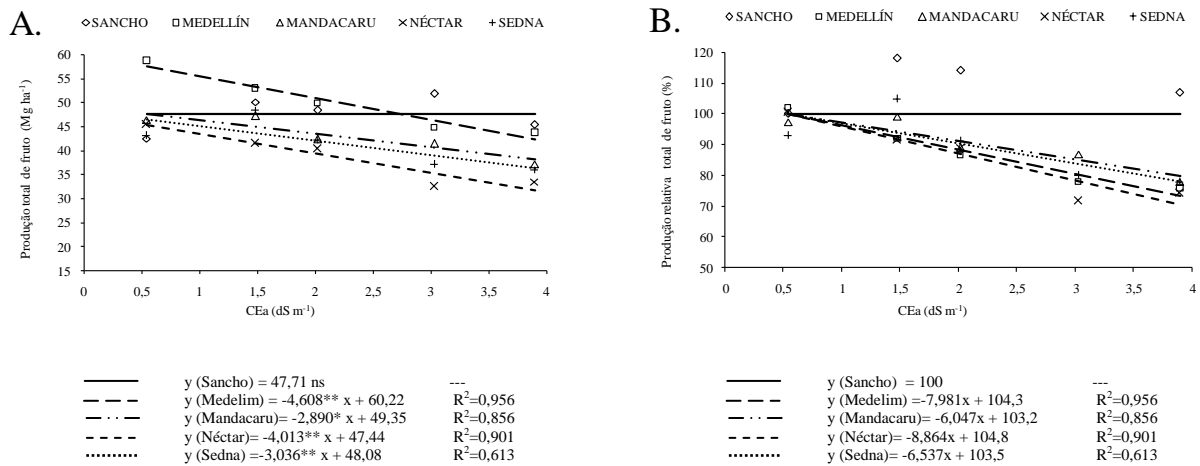 A.
SANCHO MEDELLÍN MANDACARU NÉCTAR SEDNA
Produção total de fruto (Mg ha⁻¹)
60
55
50
45
40
35
30
25
20
15
0 0,5 1 1,5 2 2,5 3 3,5 4
CEa (dS m⁻¹)
y (Sancho) = 47,71 ns ---
y (Medelim) = -4,608** x + 60,22 R²=0,956
y (Mandacaru)= -2,890* x + 49,35 R²=0,856
y (Néctar)= -4,013** x + 47,44 R²=0,901
y (Sedna)= -3,036** x + 48,08 R²=0,613
B.
SANCHO MEDELLÍN MANDACARU NÉCTAR SEDNA
Produção relativa total de fruto (%)
120
110
100
90
80
70
60
50
0 0,5 1 1,5 2 2,5 3 3,5 4
CEa (dS m⁻¹)
y (Sancho) = 100 ---
y (Medelim) = -7,981x + 104,3 R²=0,956
y (Mandacaru) = -6,047x + 103,2 R²=0,856
y (Néctar) = -8,864x + 104,8 R²=0,901
y (Sedna)= -6,537x + 103,5 R²=0,613